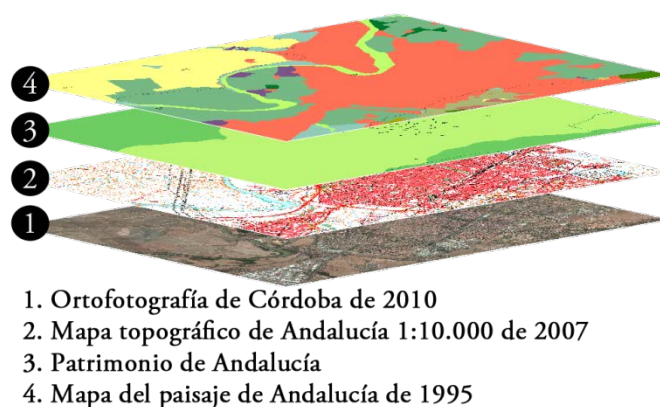 4
3
2
1
1. Ortofotografía de Córdoba de 2010
2. Mapa topográfico de Andalucía 1:10.000 de 2007
3. Patrimonio de Andalucía
4. Mapa del paisaje de Andalucía de 1995